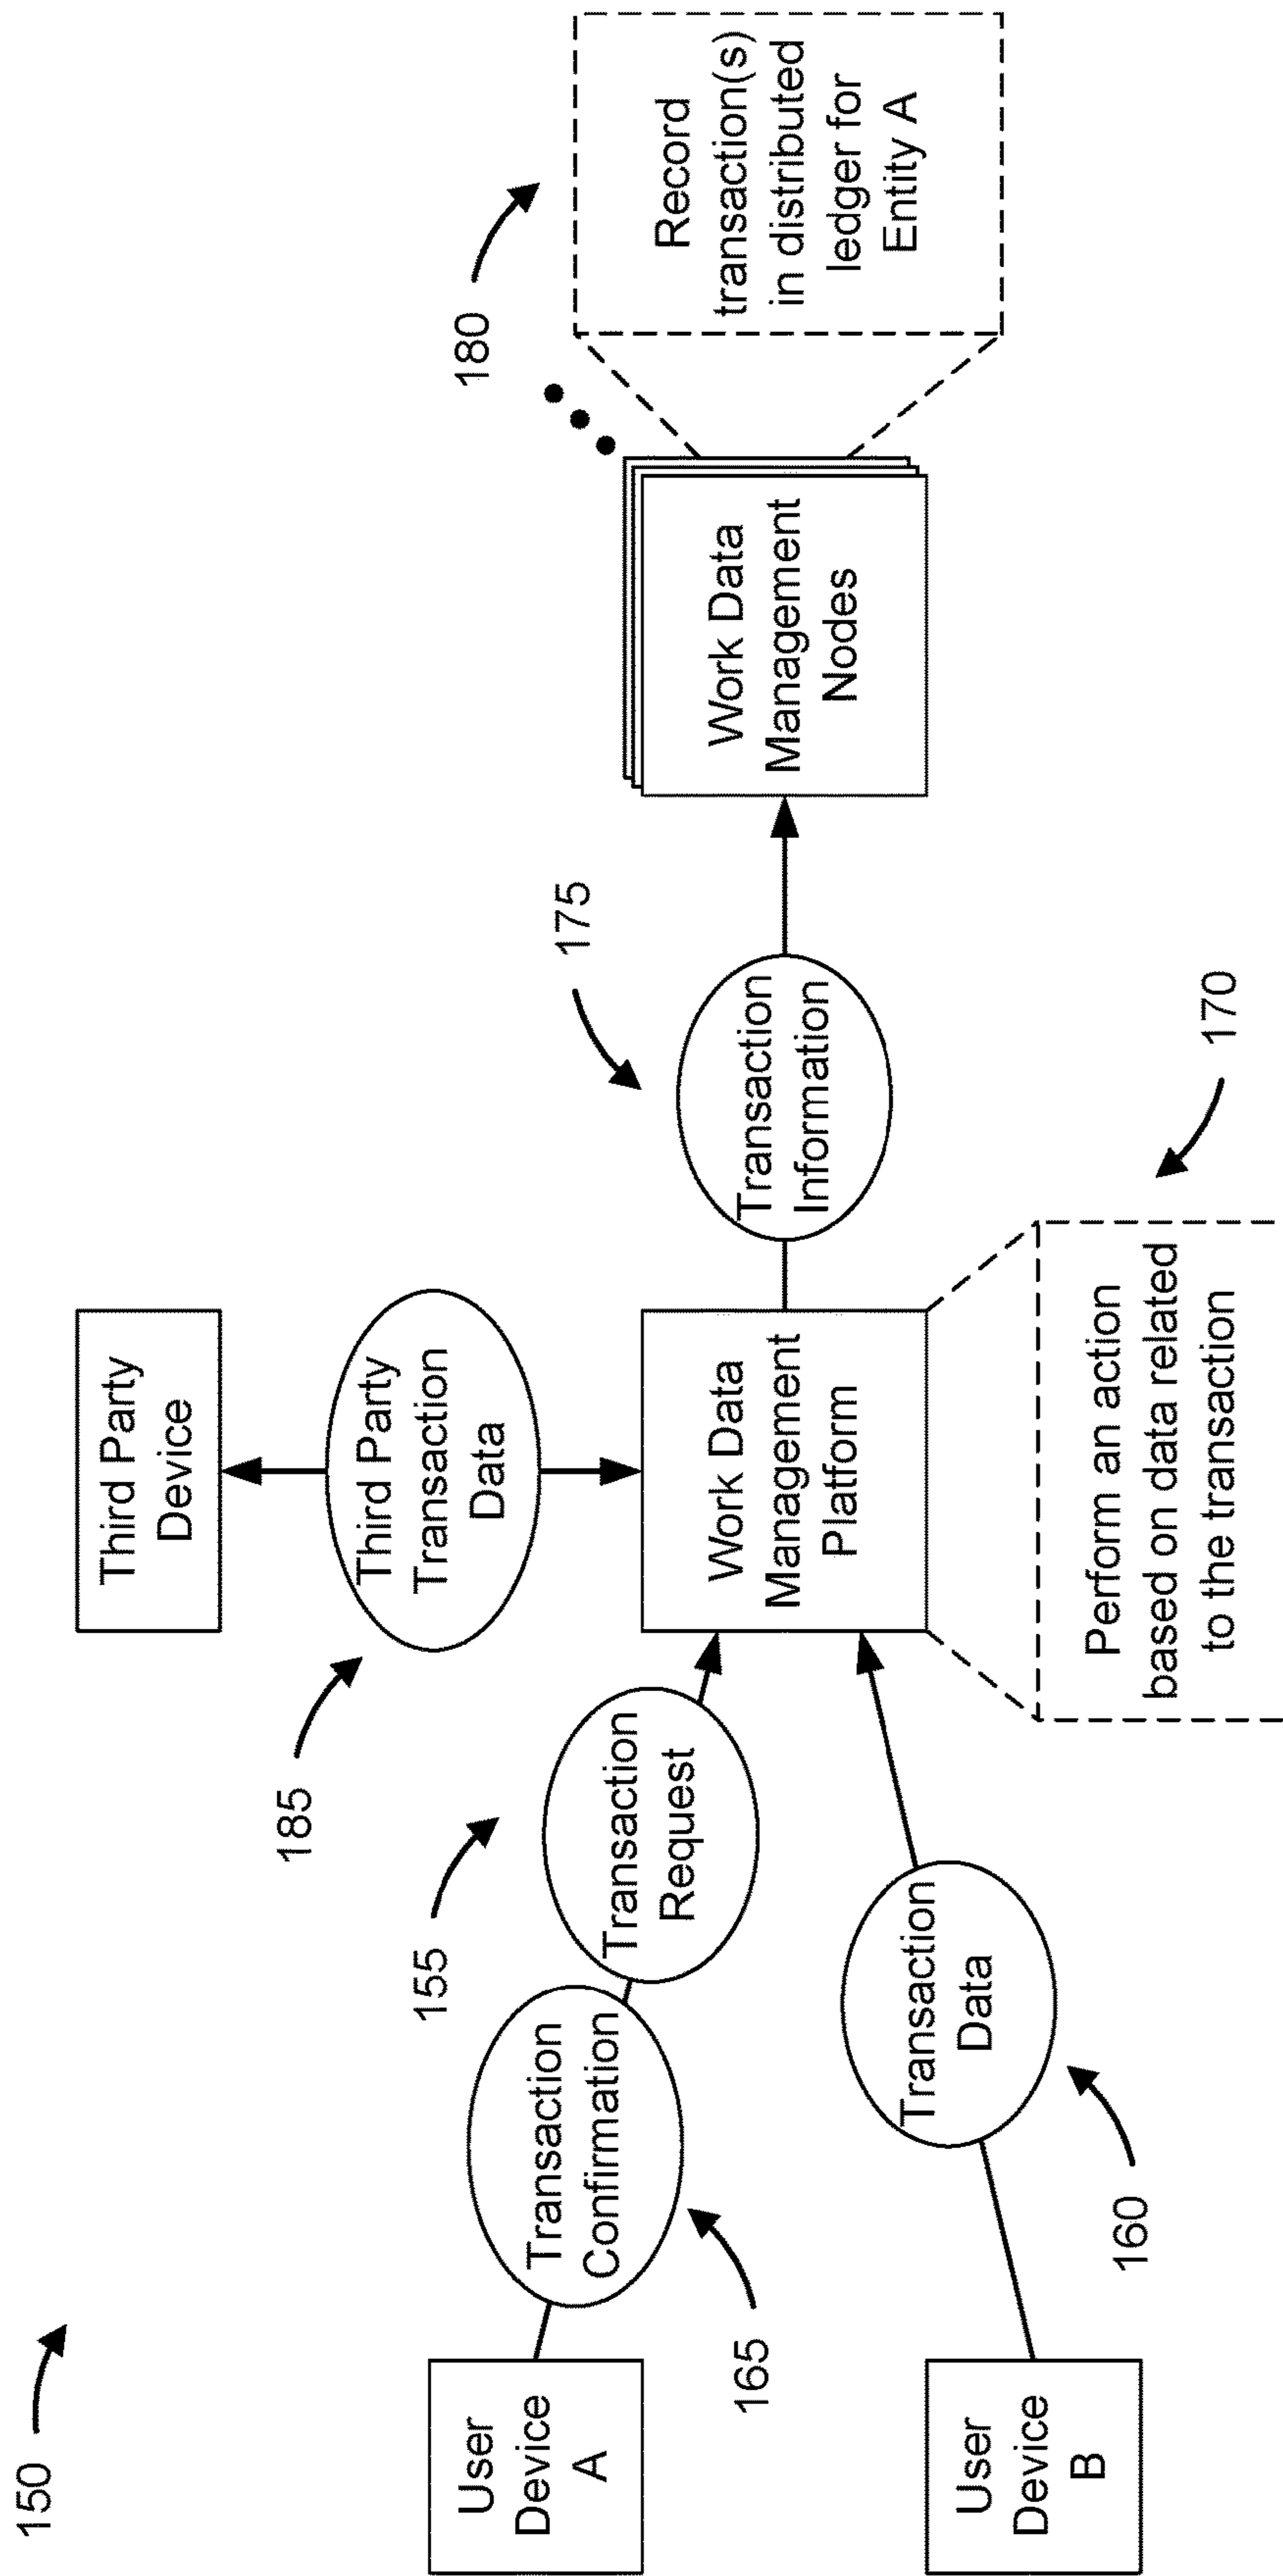 150
User
Device
A
User
Device
B
165
Transaction
Confirmation
155
Transaction
Request
160
Transaction
Data
185
Third Party
Transaction
Data
Third Party
Device
Work Data
Management
Platform
170
Perform an action
based on data related
to the transaction
175
Transaction
Information
Work Data
Management
Nodes
180
Record
transaction(s)
in distributed
ledger for
Entity A